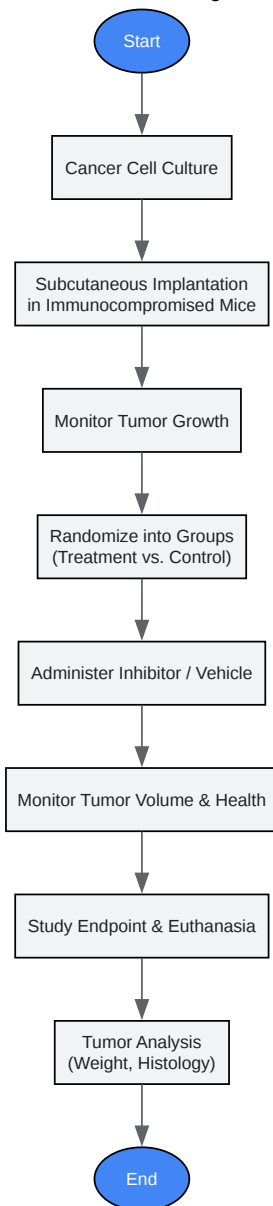 Start
Cancer Cell Culture
Subcutaneous Implantation
in Immunocompromised Mice
Monitor Tumor Growth
Randomize into Groups
(Treatment vs. Control)
Administer Inhibitor / Vehicle
Monitor Tumor Volume & Health
Study Endpoint & Euthanasia
Tumor Analysis
(Weight, Histology)
End